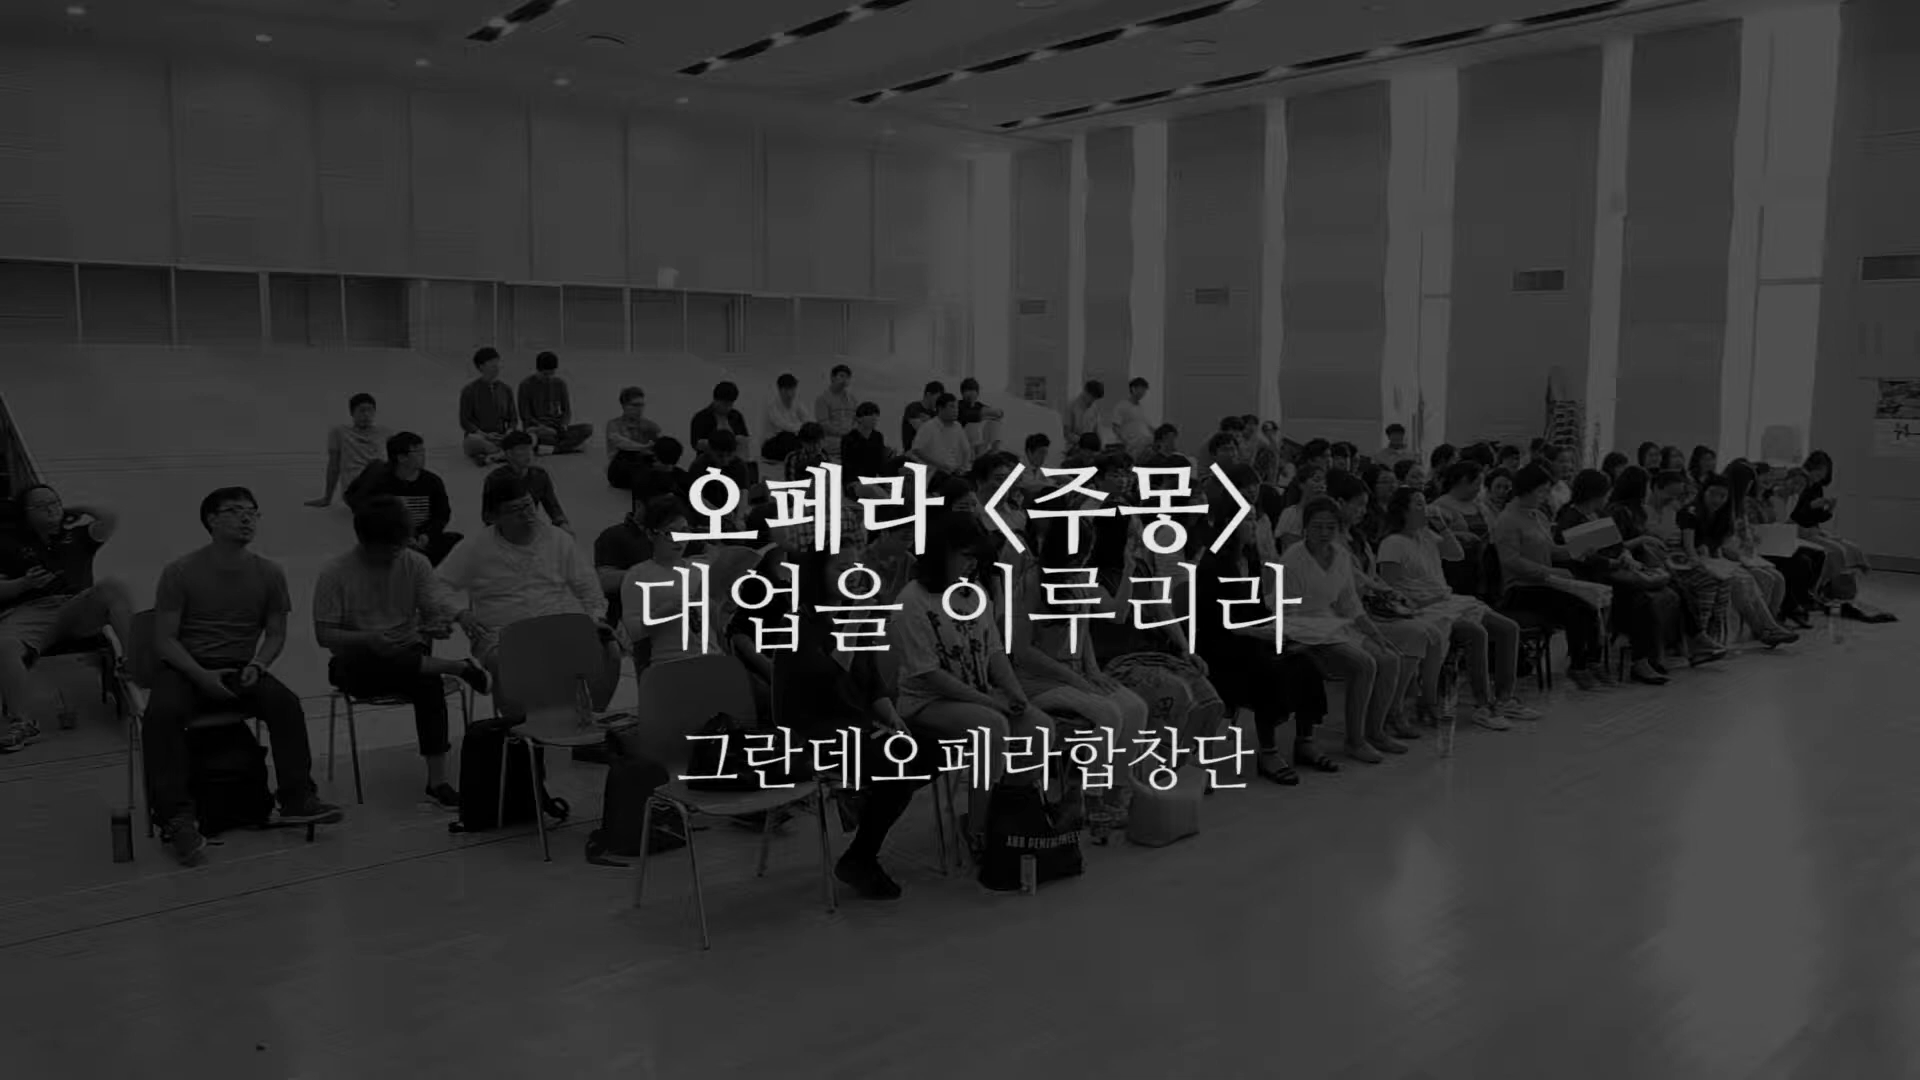 오페라 〈주몽〉
대업을 이루리라
그란데오페라합창단